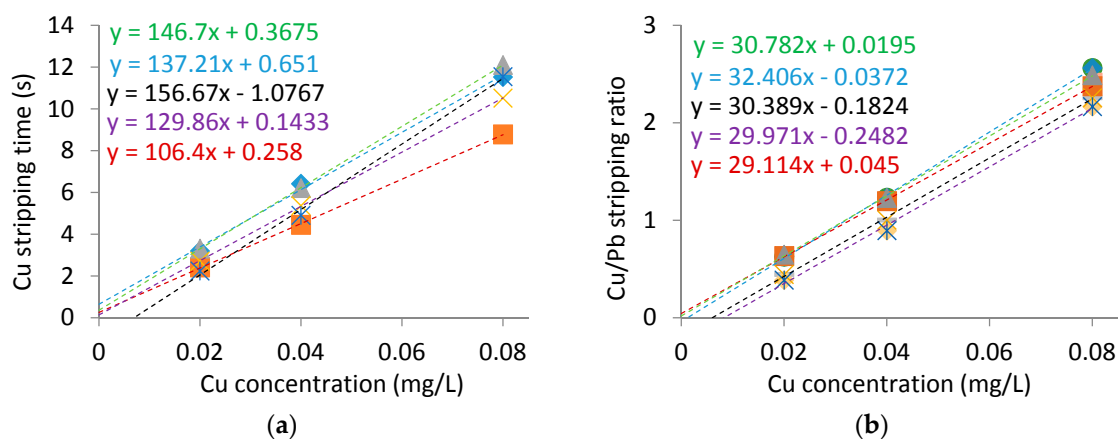 y = 146.7x + 0.3675
y = 137.21x + 0.651
y = 156.67x - 1.0767
y = 129.86x + 0.1433
y = 106.4x + 0.258
Cu stripping time (s)
14
12
10
8
6
4
2
0
0 0.02 0.04 0.06 0.08
Cu concentration (mg/L)
(a)
y = 30.782x + 0.0195
y = 32.406x - 0.0372
y = 30.389x - 0.1824
y = 29.971x - 0.2482
y = 29.114x + 0.045
Cu/Pb stripping ratio
3
2
1
0
0 0.02 0.04 0.06 0.08
Cu concentration (mg/L)
(b)